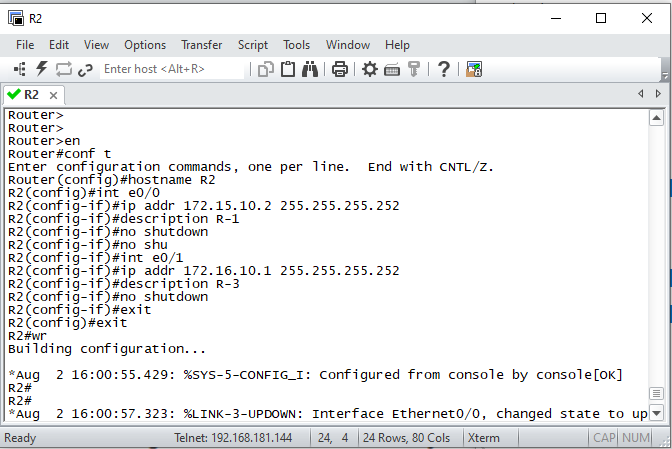 R2
File Edit View Options Transfer Script Tools Window Help
Enter host <Alt+R>
R2
Router>
Router>
Router>en
Router#conf t
Enter configuration commands, one per line.  End with CNTL/Z.
Router(config)#hostname R2
R2(config)#int e0/0
R2(config-if)#ip addr 172.15.10.2 255.255.255.252
R2(config-if)#description R-1
R2(config-if)#no shutdown
R2(config-if)#no shu
R2(config-if)#int e0/1
R2(config-if)#ip addr 172.16.10.1 255.255.255.252
R2(config-if)#description R-3
R2(config-if)#no shutdown
R2(config-if)#exit
R2(config)#exit
R2#wr
Building configuration...
*Aug  2 16:00:55.429: %SYS-5-CONFIG_I: Configured from console by console[OK]
R2#
R2#
*Aug  2 16:00:57.323: %LINK-3-UPDOWN: Interface Ethernet0/0, changed state to up
Ready Telnet: 192.168.181.144 24, 4 24 Rows, 80 Cols Xterm CAP NUM